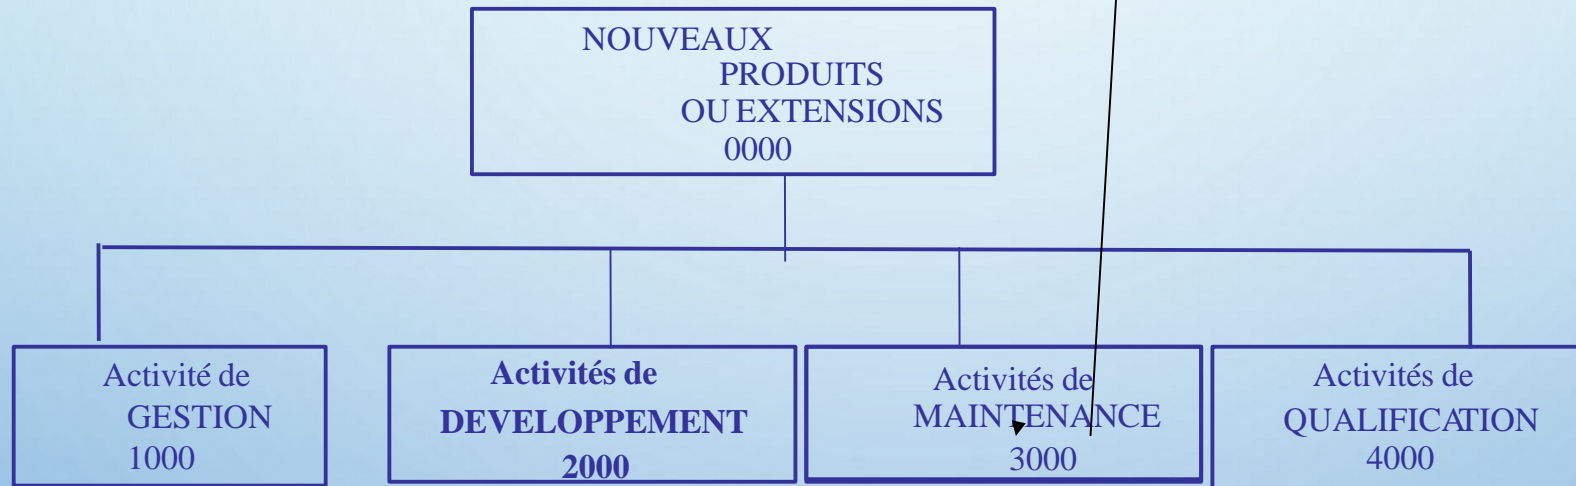 NOUVEAUX
PRODUITS
OU EXTENSIONS
0000
Activité de
GESTION
1000
Activités de
DEVELOPPEMENT
2000
Activités de
MAINTENANCE
3000
Activités de
QUALIFICATION
4000